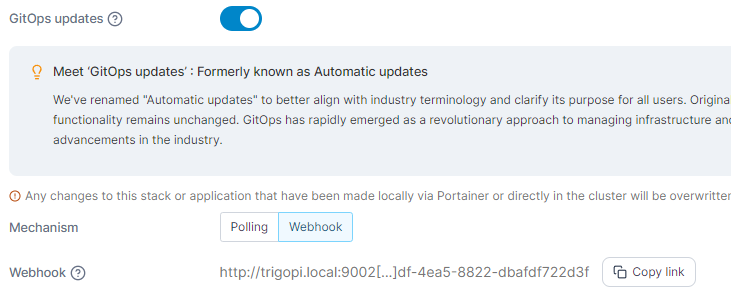 GitOps updates
Meet ‘GitOps updates’ : Formerly known as Automatic updates
We've renamed "Automatic updates" to better align with industry terminology and clarify its purpose for all users. Origina
functionality remains unchanged. GitOps has rapidly emerged as a revolutionary approach to managing infrastructure and
advancements in the industry.
Any changes to this stack or application that have been made locally via Portainer or directly in the cluster will be overwritter
Mechanism Polling Webhook
Webhook http://trigopi.local:9002[...]df-4ea5-8822-dbafdf722d3f Copy link